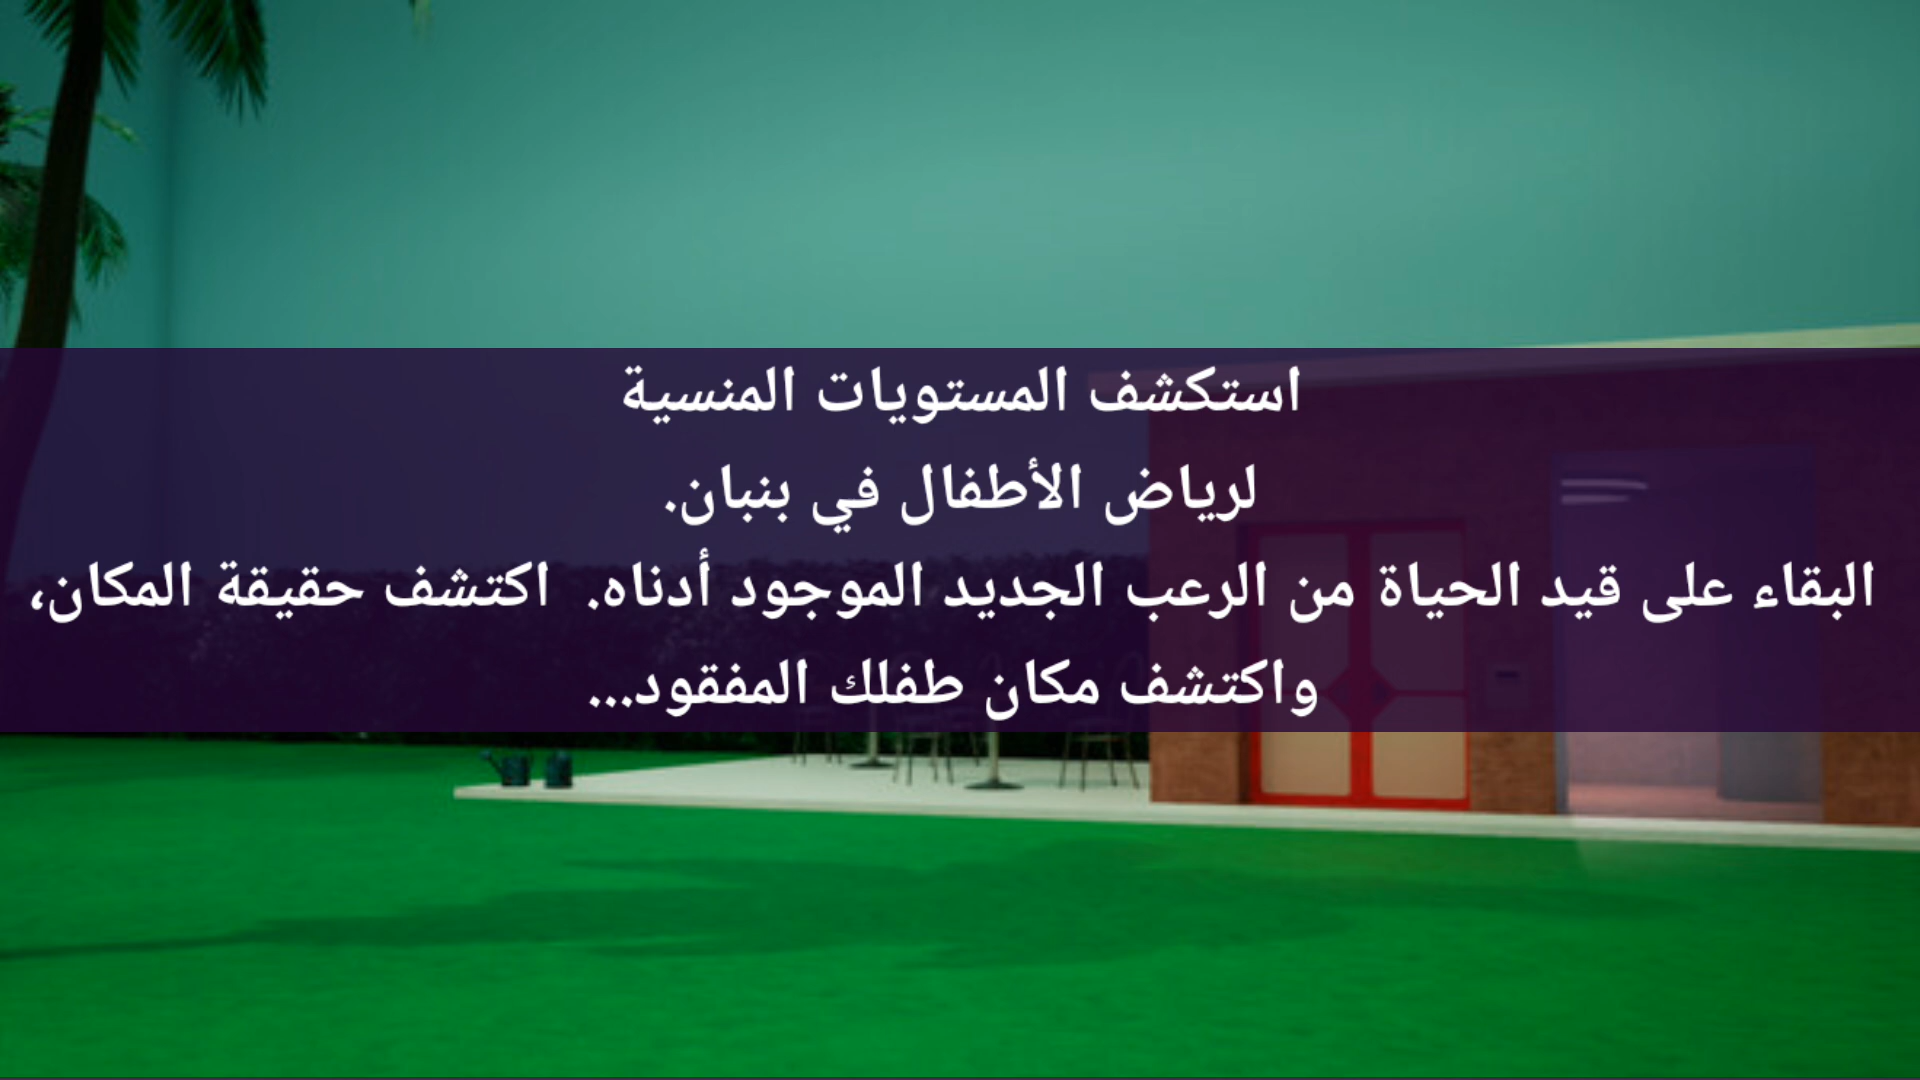 استكشف المستويات المنسية
لرياض الأطفال في بنبان.
البقاء على قيد الحياة من الرعب الجديد الموجود أدناه. اكتشف حقيقة المكان،
واكتشف مكان طفلك المفقود...